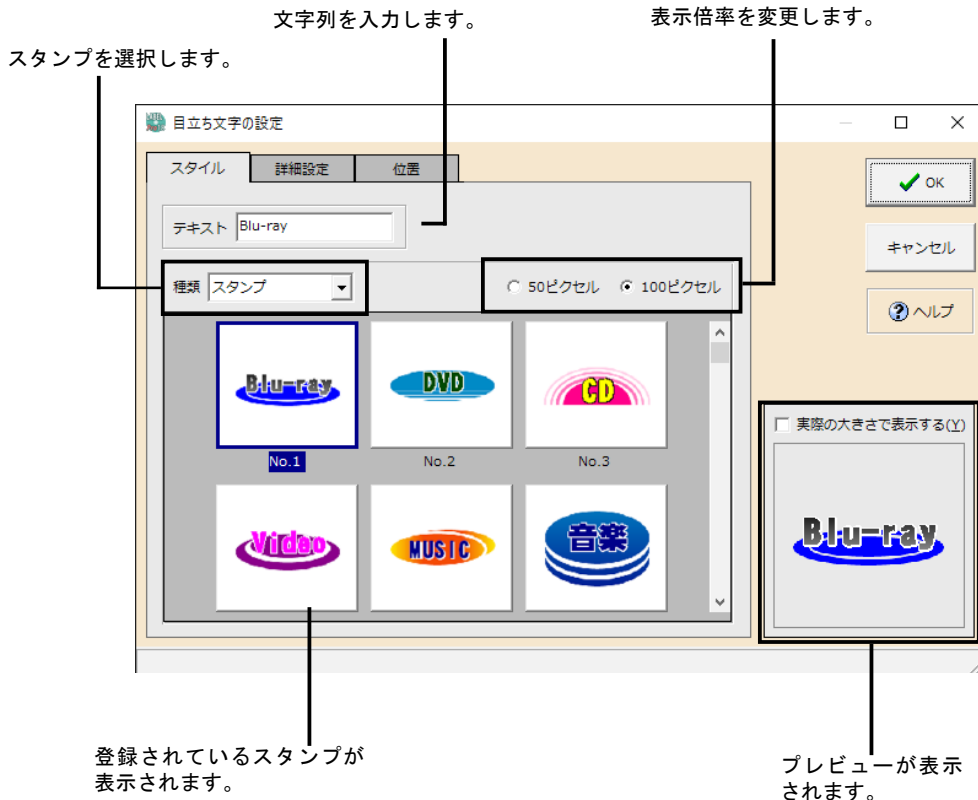 文字列を入力します。
表示倍率を変更します。
スタンプを選択します。
目立ち文字の設定
スタイル
詳細設定
位置
OK
テキスト Blu-ray
キャンセル
種類 スタンプ
50ピクセル 100ピクセル
ヘルプ
Blu-ray
DVD
CD
No.1
No.2
No.3
実際の大きさで表示する(Y)
Video
MUSIC
音楽
Blu-ray
登録されているスタンプが
表示されます。
プレビューが表示
されます。